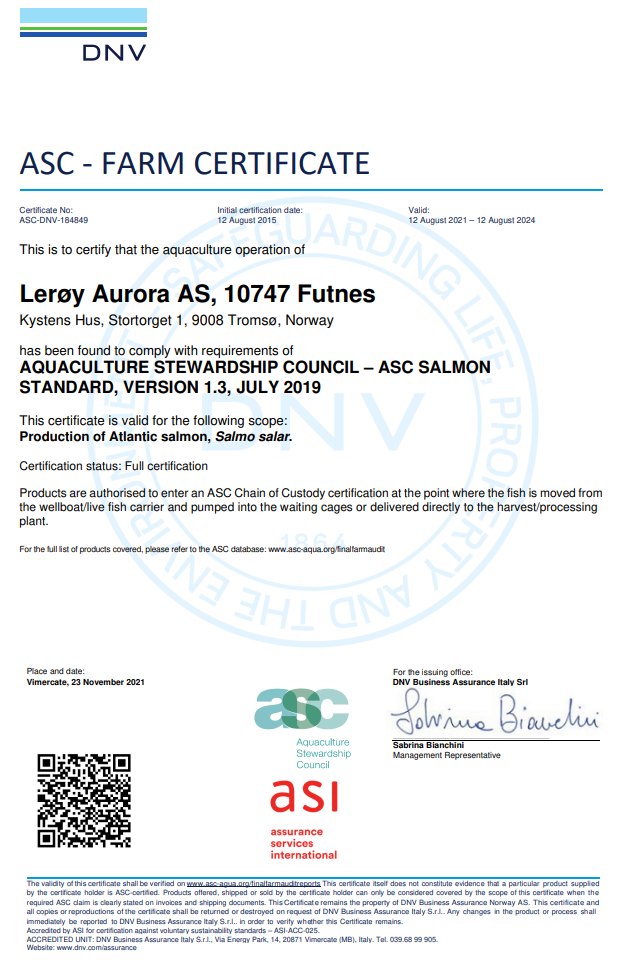 DNV
ASC - FARM CERTIFICATE
Certificate No:
ASC-DNV-184849
Initial certification date:
12 August 2015
Valid:
12 August 2021 – 12 August 2024
This is to certify that the aquaculture operation of
Lerøy Aurora AS, 10747 Futnes
Kystens Hus, Stortorget 1, 9008 Tromsø, Norway
has been found to comply with requirements of
AQUACULTURE STEWARDSHIP COUNCIL – ASC SALMON
STANDARD, VERSION 1.3, JULY 2019
This certificate is valid for the following scope:
Production of Atlantic salmon, Salmo salar.
Certification status: Full certification
Products are authorised to enter an ASC Chain of Custody certification at the point where the fish is moved from
the wellboat/live fish carrier and pumped into the waiting cages or delivered directly to the harvest/processing
plant.
For the full list of products covered, please refer to the ASC database: www.asc-aqua.org/finalfarmaudit
SAFEGUARDING LIFE, PROPERTY AND THE ENVIRONMENT
DNV
1864
Place and date:
Vimercate, 23 November 2021
For the issuing office:
DNV Business Assurance Italy Srl
Sabrina Bianchini
Sabrina Bianchini
Management Representative
asc
Aquaculture
Stewardship
Council
asi
assurance
services
international
The validity of this certificate shall be verified on www.asc-aqua.org/finalfarmauditreports This certificate itself does not constitute evidence that a particular product supplied
by the certificate holder is ASC-certified. Products offered, shipped or sold by the certificate holder can only be considered covered by the scope of this certificate when the
required ASC claim is clearly stated on invoices and shipping documents. This Certificate remains the property of DNV Business Assurance Norway AS. This certificate and
all copies or reproductions of the certificate shall be returned or destroyed on request of DNV Business Assurance Italy S.r.l.. Any changes in the product or process shall
immediately be reported to DNV Business Assurance Italy S.r.l.. in order to verify whether this Certificate remains.
Accredited by ASI for certification against voluntary sustainability standards – ASI-ACC-025.
ACCREDITED UNIT: DNV Business Assurance Italy S.r.l., Via Energy Park, 14, 20871 Vimercate (MB), Italy. Tel. 039.68 99 905.
Website: www.dnv.com/assurance